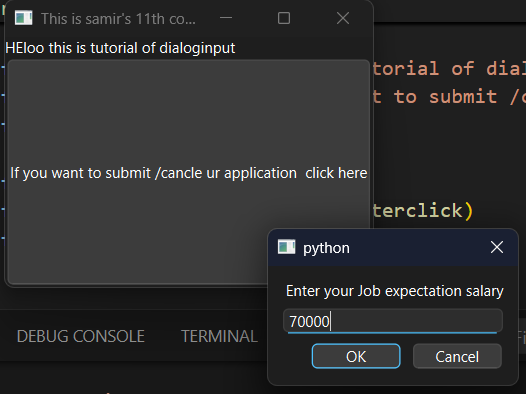 This is samir's 11th co...
HEloo this is tutorial of dialoginput
torial of dial
t to submit /c
If you want to submit /cancle ur application  click here
terclick)
python
Enter your Job expectation salary
70000
OK
Cancel
DEBUG CONSOLE
TERMINAL